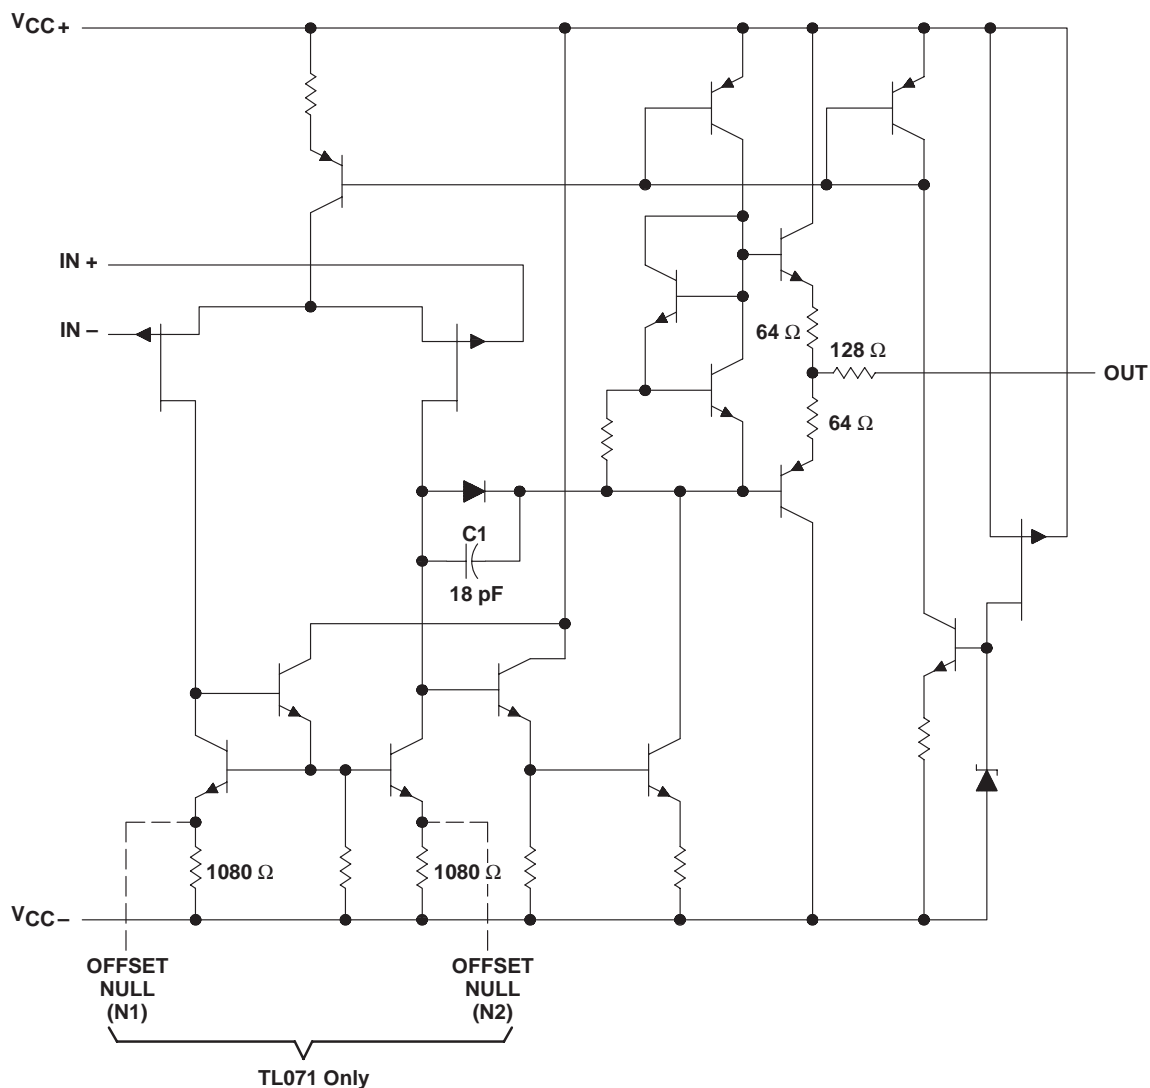 VCC+
IN +
IN −
64 Ω
128 Ω
OUT
64 Ω
C1
18 pF
1080 Ω
1080 Ω
VCC−
OFFSET
NULL
(N1)
OFFSET
NULL
(N2)
TL071 Only